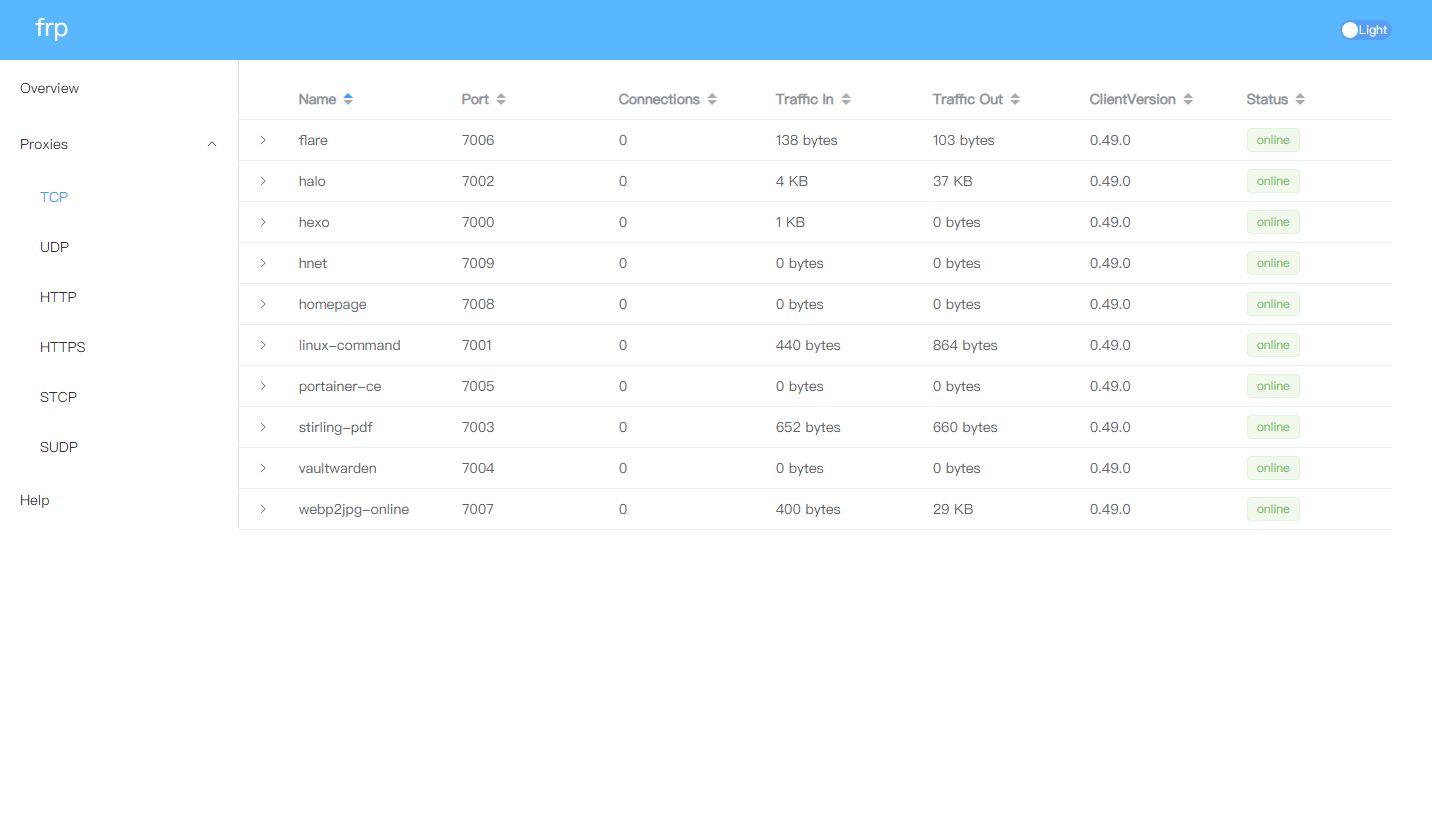 frp
Light
Overview
Proxies
TCP
UDP
HTTP
HTTPS
STCP
SUDP
Help
Name Port Connections Traffic In Traffic Out ClientVersion Status
flare 7006 0 138 bytes 103 bytes 0.49.0 online
halo 7002 0 4 KB 37 KB 0.49.0 online
hexo 7000 0 1 KB 0 bytes 0.49.0 online
hnet 7009 0 0 bytes 0 bytes 0.49.0 online
homepage 7008 0 0 bytes 0 bytes 0.49.0 online
linux-command 7001 0 440 bytes 864 bytes 0.49.0 online
portainer-ce 7005 0 0 bytes 0 bytes 0.49.0 online
stirling-pdf 7003 0 652 bytes 660 bytes 0.49.0 online
vaultwarden 7004 0 0 bytes 0 bytes 0.49.0 online
webp2jpg-online 7007 0 400 bytes 29 KB 0.49.0 online